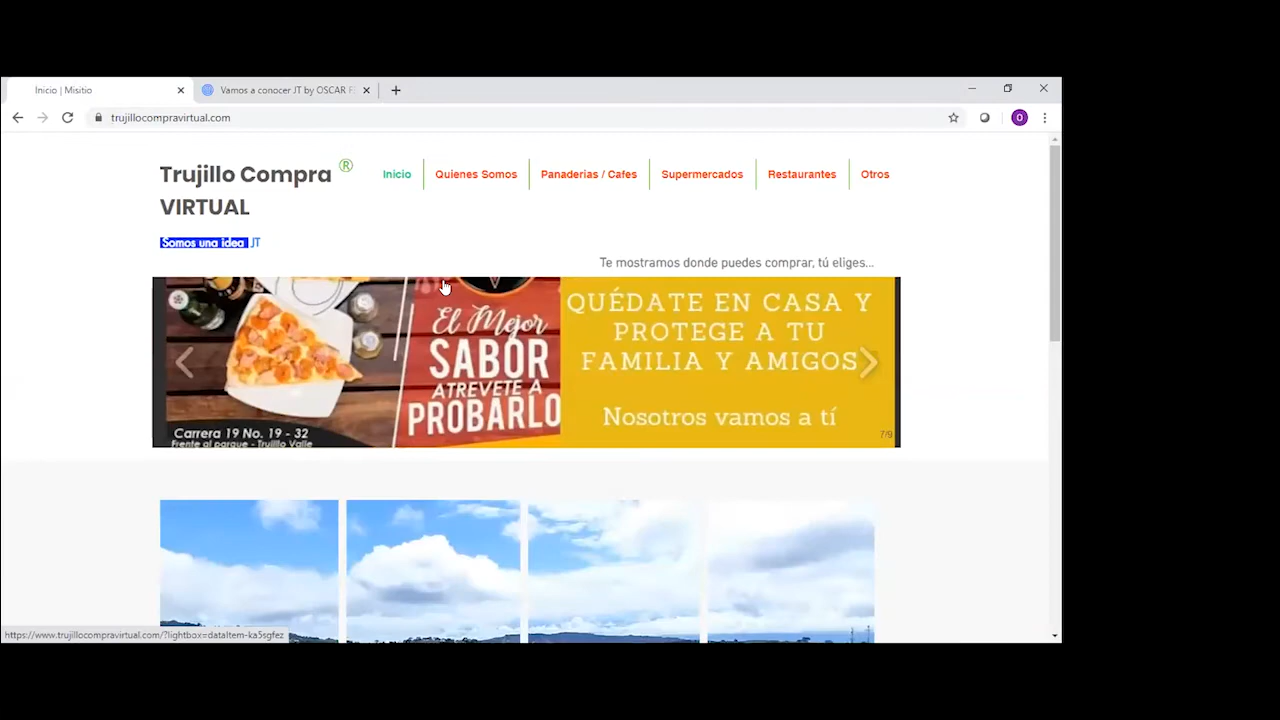 Inicio | Misitio
Vamos a conocer JT by OSCAR F
trujillocompravirtual.com
O
Trujillo Compra ®
VIRTUAL
Inicio
Quienes Somos
Panaderias / Cafes
Supermercados
Restaurantes
Otros
Somos una idea JT
Te mostramos donde puedes comprar, tú eliges...
El Mejor
SABOR
ATREVETE A
PROBARLO
Carrera 19 No. 19 - 32
Frente al parque - Trujillo Valle
QUÉDATE EN CASA Y
PROTEGE A TU
FAMILIA Y AMIGOS
Nosotros vamos a tí
7/9
https://www.trujillocompravirtual.com/?lightbox=dataItem-ka5sgfez